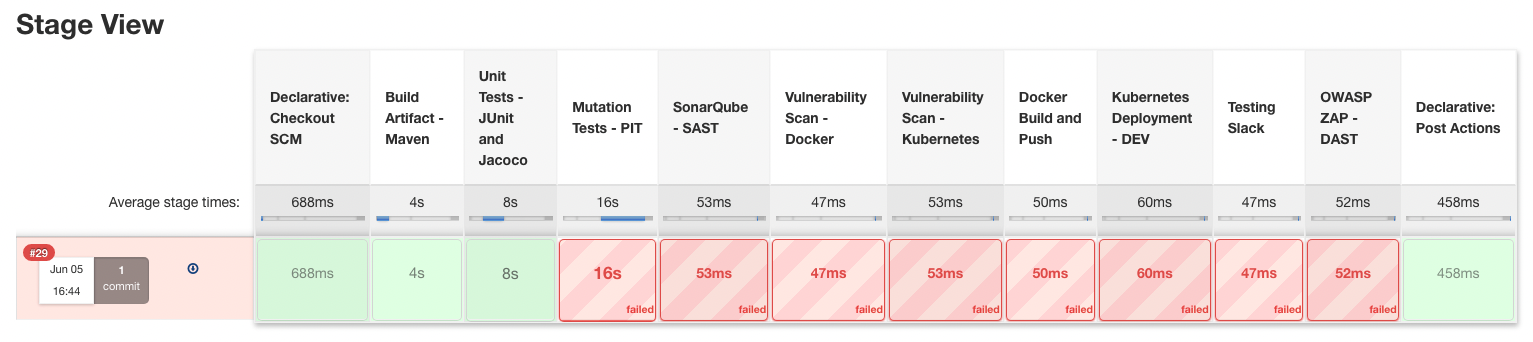 Stage View
Declarative:
Checkout
SCM
Build
Artifact -
Maven
Unit
Tests -
JUnit
and
Jacoco
Mutation
Tests - PIT
SonarQube
- SAST
Vulnerability
Scan -
Docker
Vulnerability
Scan -
Kubernetes
Docker
Build and
Push
Kubernetes
Deployment
- DEV
Testing
Slack
OWASP
ZAP -
DAST
Declarative:
Post Actions
Average stage times:
688ms
4s
8s
16s
53ms
47ms
53ms
50ms
60ms
47ms
52ms
458ms
#29
Jun 05
16:44
1
commit
688ms
4s
8s
16s
failed
53ms
failed
47ms
failed
53ms
failed
50ms
failed
60ms
failed
47ms
failed
52ms
failed
458ms